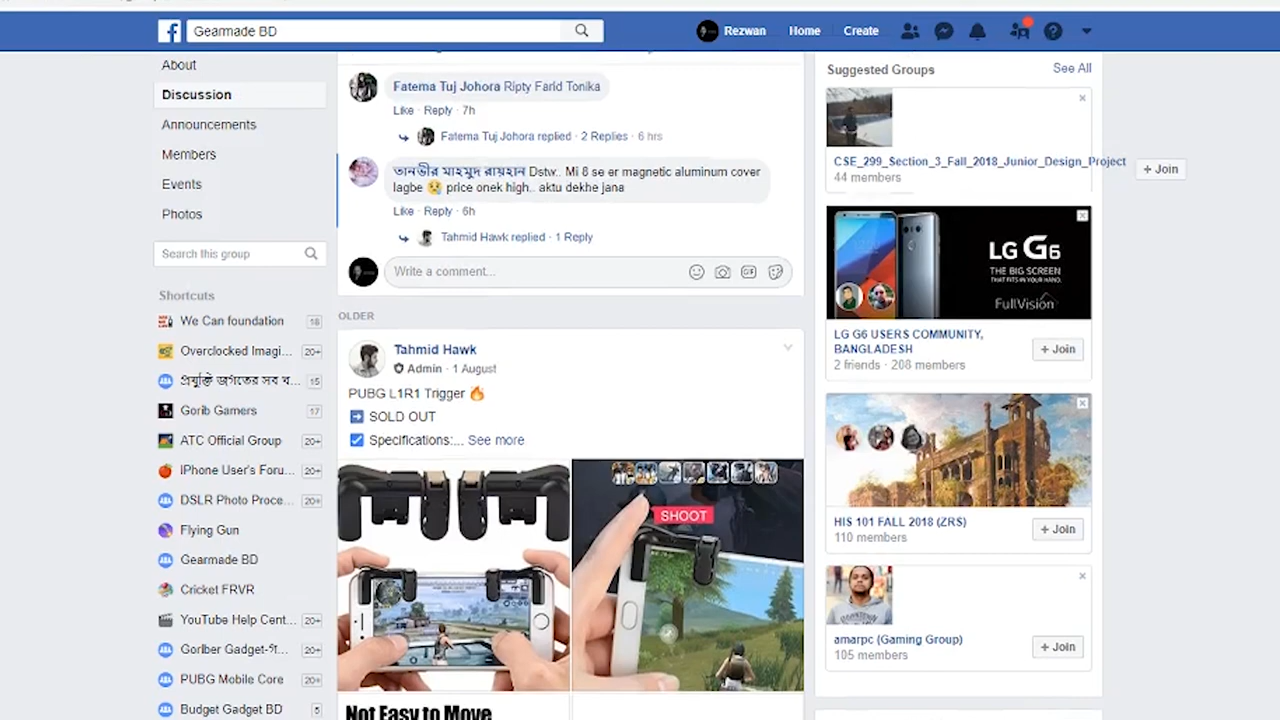 Gearmade BD
Rezwan
Home
Create
About
Discussion
Announcements
Members
Events
Photos
Search this group
Shortcuts
We Can foundation 18
Overclocked Imagi... 20+
প্রযুক্তি জগতের সব খ... 15
Gorib Gamers 17
ATC Official Group 20+
IPhone User's Foru... 20+
DSLR Photo Proce... 20+
Flying Gun
Gearmade BD
Cricket FRVR
YouTube Help Cent... 20+
20+
PUBG Mobile Core 20+
Budget Gadget BD 5
Fatema Tuj Johora Ripty Farid Tonika
Like · Reply · 7h
Fatema Tuj Johora replied · 2 Replies · 6 hrs
তানভীর মাহমুদ রায়হান Dstw.. Mi 8 se er magnetic aluminum cover
lagbe 😢 price onek high.. aktu dekhe jana
Like · Reply · 6h
Tahmid Hawk replied · 1 Reply
Write a comment...
GIF
OLDER
Tahmid Hawk
Admin · 1 August
PUBG L1R1 Trigger 🔥
➡️ SOLD OUT
☑️ Specifications:... See more
SHOOT
Not Easy to Move
Suggested Groups
See All
CSE_299_Section_3_Fall_2018_Junior_Design_Project
44 members
+ Join
LG G6
THE BIG SCREEN
THAT FITS IN YOUR HAND.
FullVision
LG G6 USERS COMMUNITY,
BANGLADESH
2 friends · 208 members
+ Join
HIS 101 FALL 2018 (ZRS)
110 members
+ Join
amarpc (Gaming Group)
105 members
+ Join